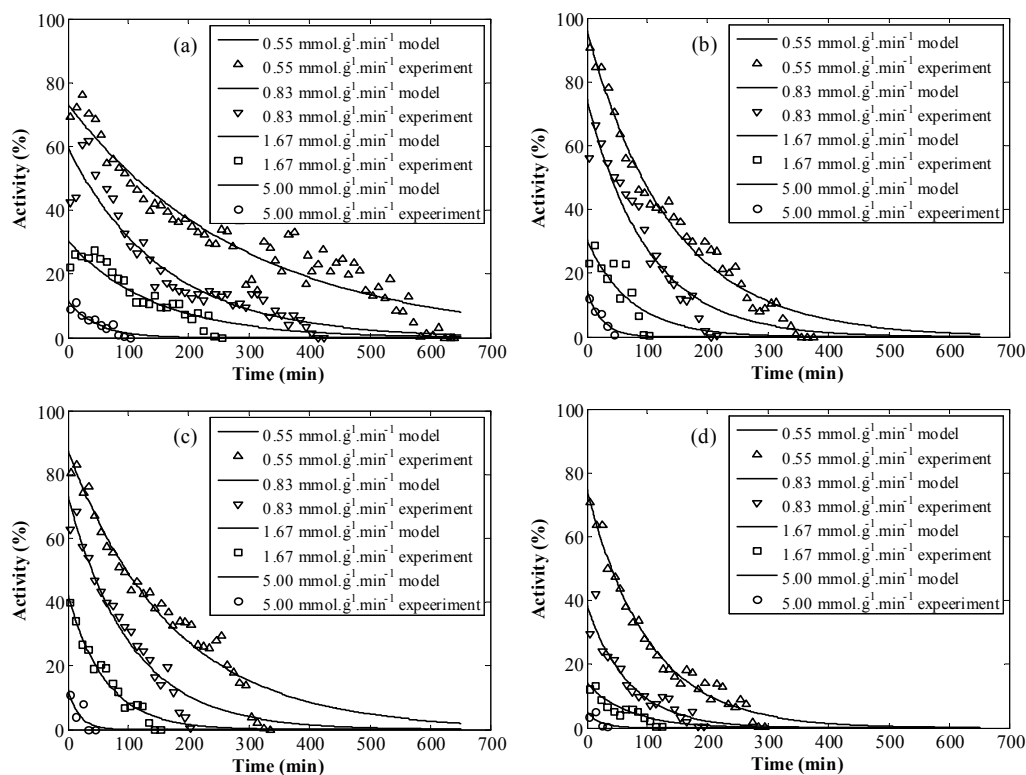 (a)
0.55 mmol.g⁻¹.min⁻¹ model
0.55 mmol.g⁻¹.min⁻¹ experiment
0.83 mmol.g⁻¹.min⁻¹ model
0.83 mmol.g⁻¹.min⁻¹ experiment
1.67 mmol.g⁻¹.min⁻¹ model
1.67 mmol.g⁻¹.min⁻¹ experiment
5.00 mmol.g⁻¹.min⁻¹ model
5.00 mmol.g⁻¹.min⁻¹ expeeriment
Activity (%)
100
80
60
40
20
0
0 100 200 300 400 500 600 700
Time (min)
(b)
0.55 mmol.g⁻¹.min⁻¹ model
0.55 mmol.g⁻¹.min⁻¹ experiment
0.83 mmol.g⁻¹.min⁻¹ model
0.83 mmol.g⁻¹.min⁻¹ experiment
1.67 mmol.g⁻¹.min⁻¹ model
1.67 mmol.g⁻¹.min⁻¹ experiment
5.00 mmol.g⁻¹.min⁻¹ model
5.00 mmol.g⁻¹.min⁻¹ expeeriment
Activity (%)
100
80
60
40
20
0
0 100 200 300 400 500 600 700
Time (min)
(c)
0.55 mmol.g⁻¹.min⁻¹ model
0.55 mmol.g⁻¹.min⁻¹ experiment
0.83 mmol.g⁻¹.min⁻¹ model
0.83 mmol.g⁻¹.min⁻¹ experiment
1.67 mmol.g⁻¹.min⁻¹ model
1.67 mmol.g⁻¹.min⁻¹ experiment
5.00 mmol.g⁻¹.min⁻¹ model
5.00 mmol.g⁻¹.min⁻¹ expeeriment
Activity (%)
100
80
60
40
20
0
0 100 200 300 400 500 600 700
Time (min)
(d)
0.55 mmol.g⁻¹.min⁻¹ model
0.55 mmol.g⁻¹.min⁻¹ experiment
0.83 mmol.g⁻¹.min⁻¹ model
0.83 mmol.g⁻¹.min⁻¹ experiment
1.67 mmol.g⁻¹.min⁻¹ model
1.67 mmol.g⁻¹.min⁻¹ experiment
5.00 mmol.g⁻¹.min⁻¹ model
5.00 mmol.g⁻¹.min⁻¹ expeeriment
Activity (%)
100
80
60
40
20
0
0 100 200 300 400 500 600 700
Time (min)